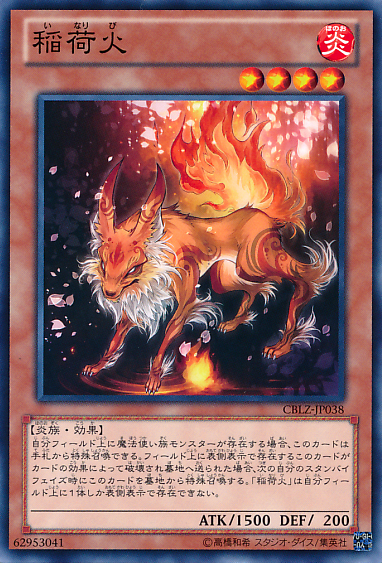 いなりび
稲荷火
ほのお
炎
CBLZ-JP038
【炎族・効果】
自分フィールド上に魔法使い族モンスターが存在する場合、このカードは
手札から特殊召喚できる。フィールド上に表側表示で存在するこのカードが
カードの効果によって破壊され墓地へ送られた場合、次の自分のスタンバイ
フェイズ時にこのカードを墓地から特殊召喚する。「稲荷火」は自分フィー
ルド上に1体しか表側表示で存在できない。
ATK/1500 DEF/ 200
62953041
©高橋和希 スタジオ・ダイス/集英社